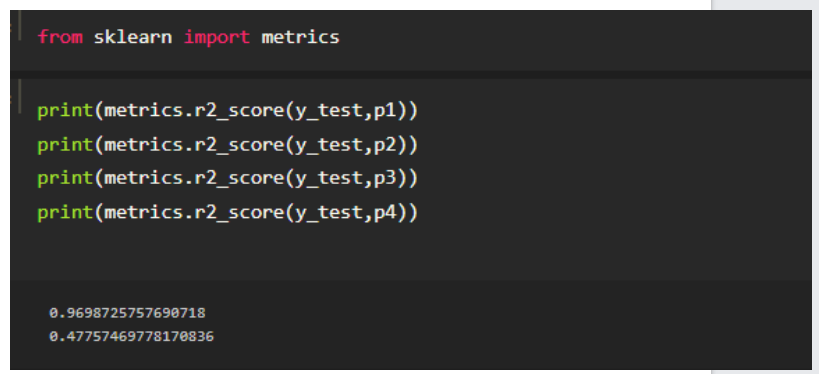 from sklearn import metrics
print(metrics.r2_score(y_test,p1))
print(metrics.r2_score(y_test,p2))
print(metrics.r2_score(y_test,p3))
print(metrics.r2_score(y_test,p4))
0.9698725757690718
0.47757469778170836